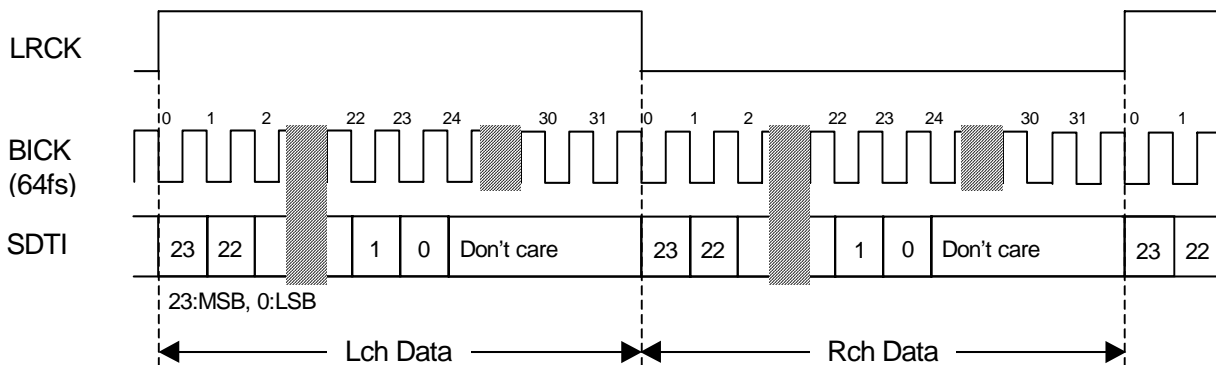 LRCK
0 1 2 22 23 24 30 31 0 1 2 22 23 24 30 31 0 1
BICK
(64fs)
SDTI 23 22 1 0 Don't care 23 22 1 0 Don't care 23 22
23:MSB, 0:LSB
Lch Data Rch Data